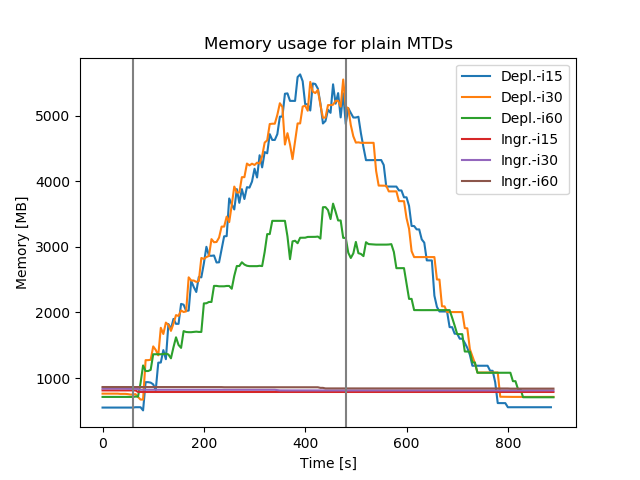 Memory usage for plain MTDs
Depl.-i15
Depl.-i30
Depl.-i60
Ingr.-i15
Ingr.-i30
Ingr.-i60
Memory [MB]
5000
4000
3000
2000
1000
0 200 400 600 800
Time [s]